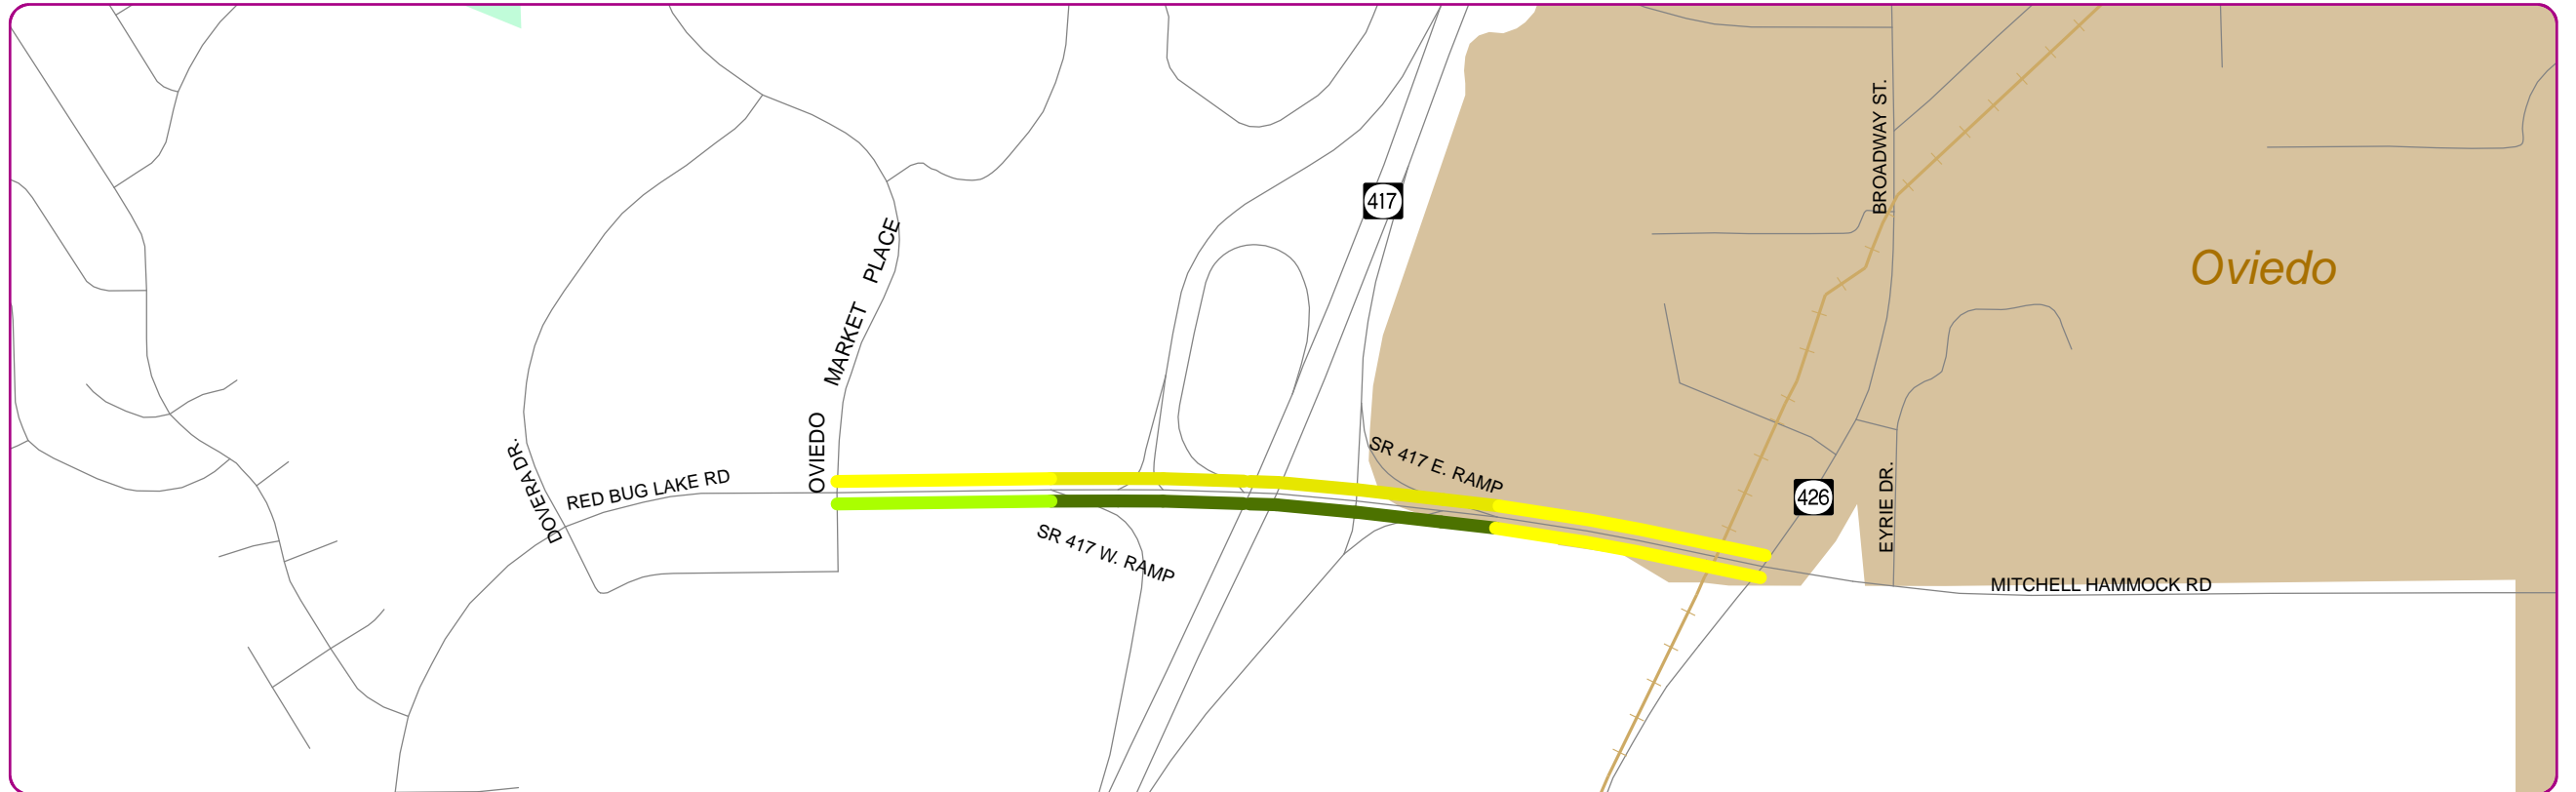 BROADWAY ST.
417
Oviedo
OVIEDO MARKET PLACE
SR 417 E. RAMP
DOVERA DR.
RED BUG LAKE RD
426
EYRIE DR.
SR 417 W. RAMP
MITCHELL HAMMOCK RD